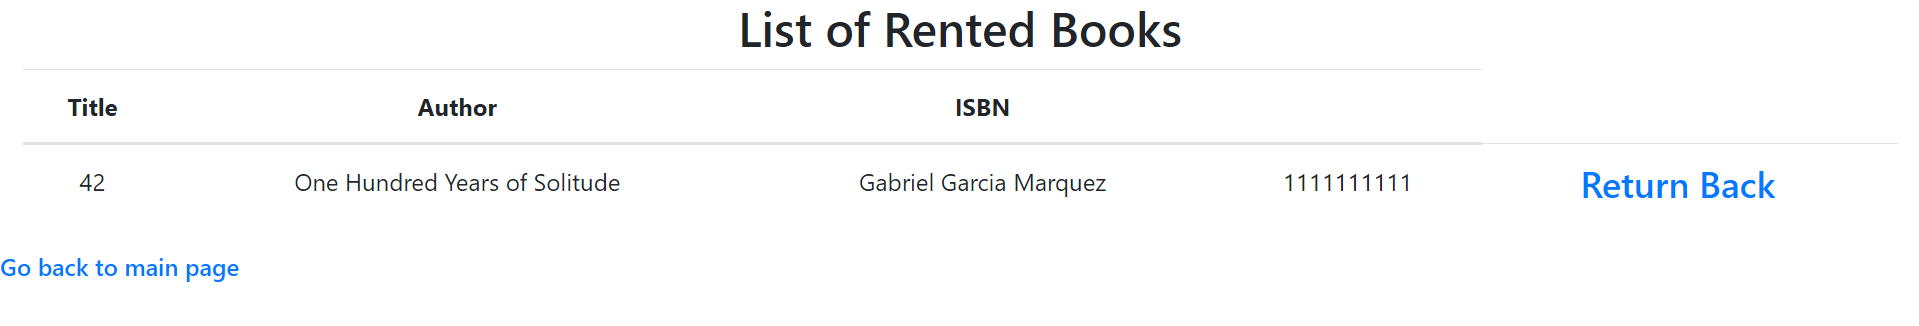 List of Rented Books
Title Author ISBN
42 One Hundred Years of Solitude Gabriel Garcia Marquez 1111111111 Return Back
Go back to main page